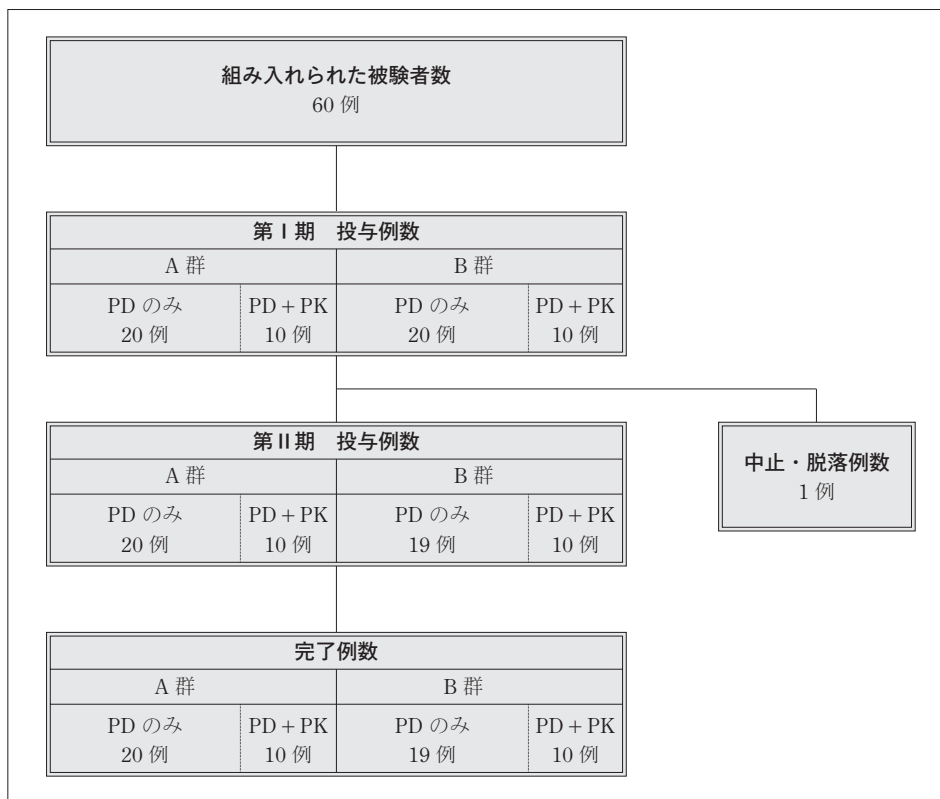 組み入れられた被験者数
60 例
第Ⅰ期　投与例数
A 群 B 群
PD のみ PD + PK PD のみ PD + PK
20 例 10 例 20 例 10 例
第Ⅱ期　投与例数
A 群 B 群
PD のみ PD + PK PD のみ PD + PK
20 例 10 例 19 例 10 例
中止・脱落例数
1 例
完了例数
A 群 B 群
PD のみ PD + PK PD のみ PD + PK
20 例 10 例 19 例 10 例